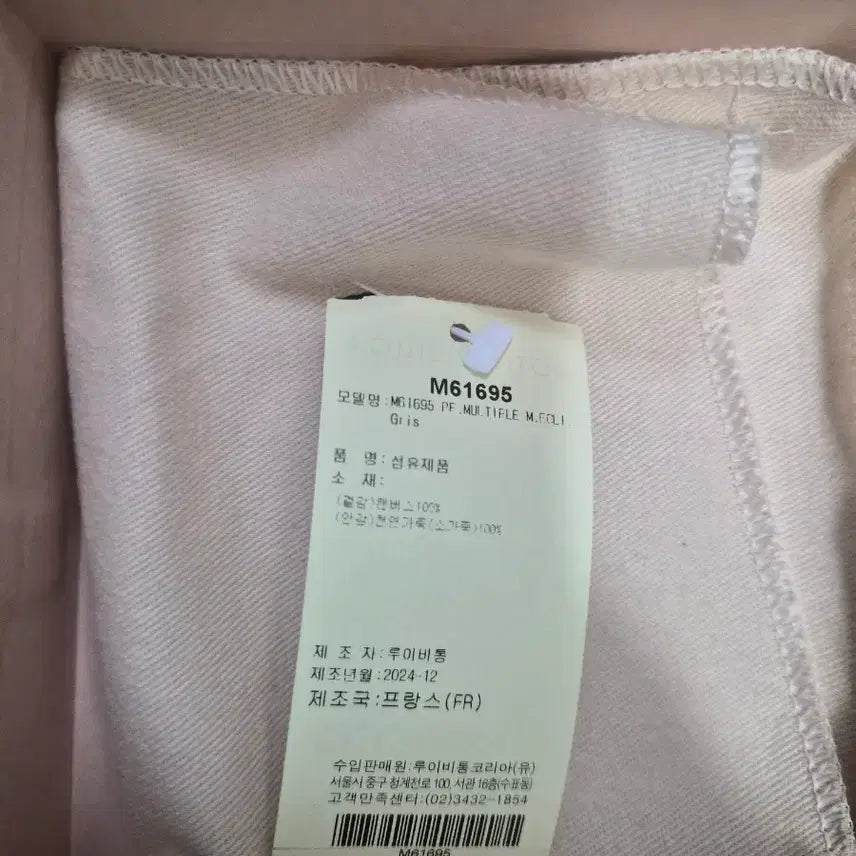 M61695
모델명:M61695 PF.MULTIPLE M.ECLI.
Gris
품 명:섬유제품
소 재:
(겉감)캔버스100%
(안감)천연가죽(소가죽)100%
제 조 자:루이비통
제조년월:2024-12
제조국:프랑스(FR)
수입판매원:루이비통코리아(유)
서울시 중구 청계천로 100, 서관 16층(수표동)
고객만족센터:(02)3432-1854
M61695